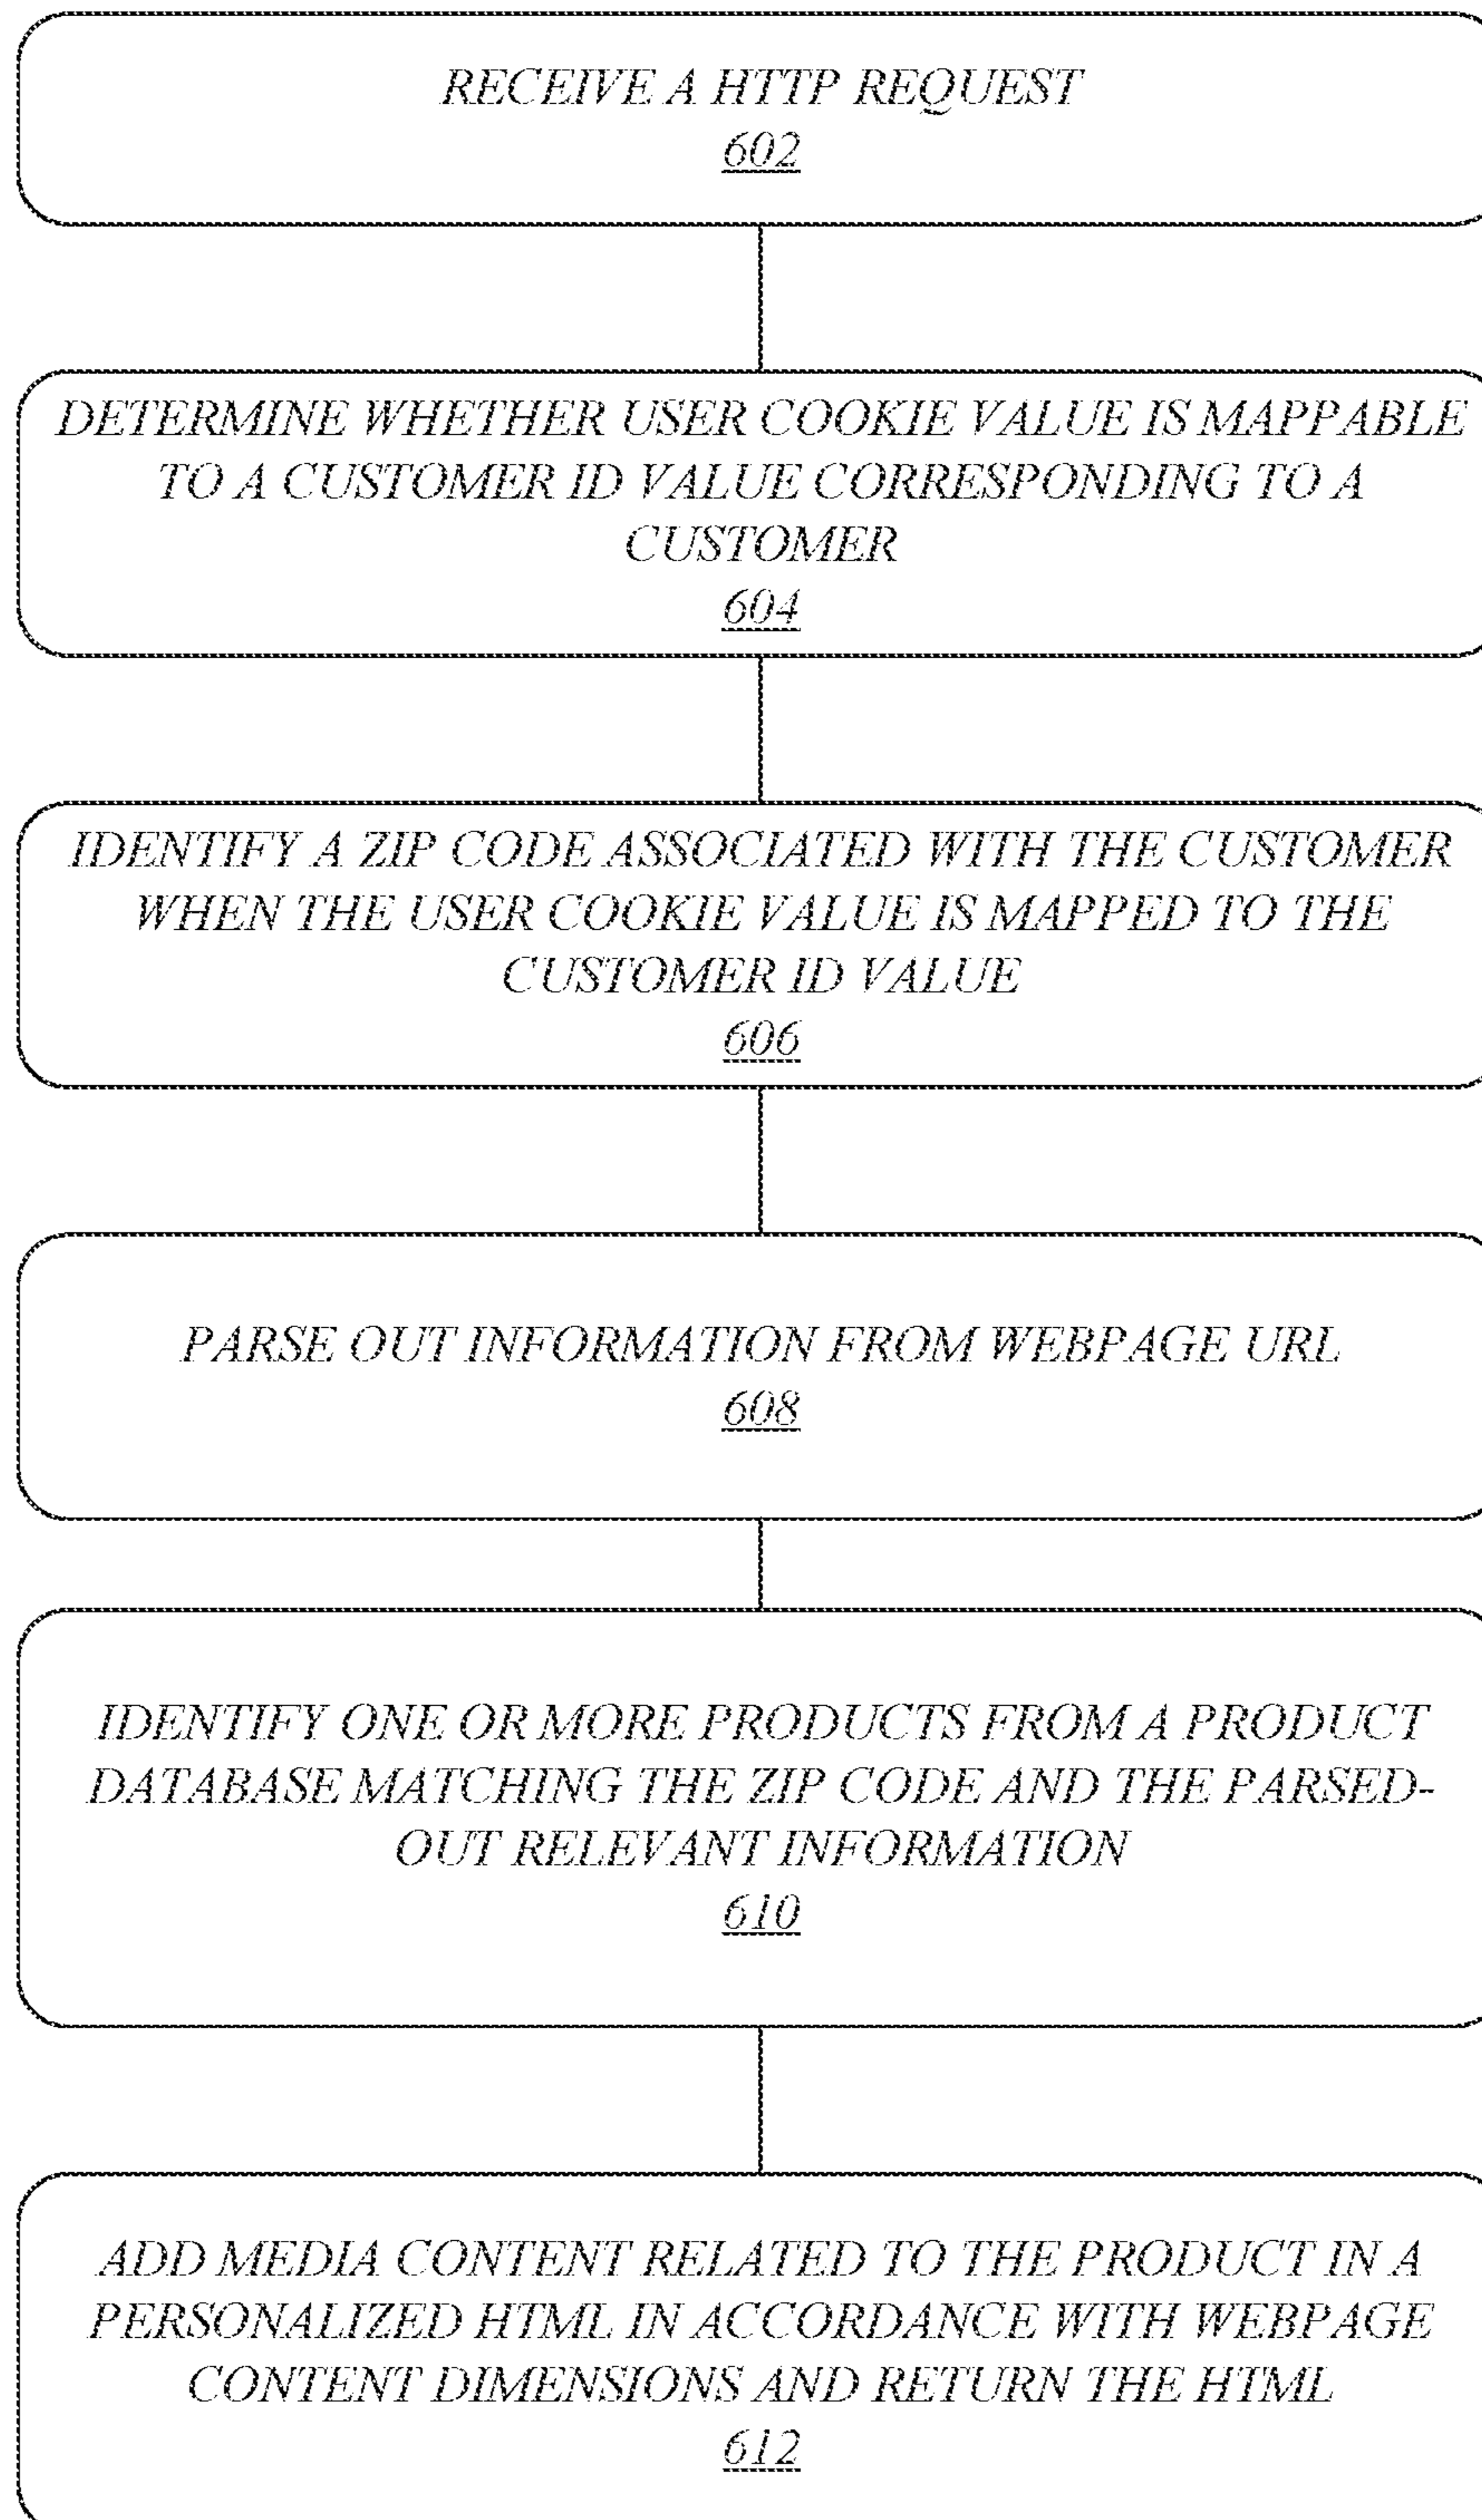 RECEIVE A HTTP REQUEST
602
DETERMINE WHETHER USER COOKIE VALUE IS MAPPABLE
TO A CUSTOMER ID VALUE CORRESPONDING TO A
CUSTOMER
604
IDENTIFY A ZIP CODE ASSOCIATED WITH THE CUSTOMER
WHEN THE USER COOKIE VALUE IS MAPPED TO THE
CUSTOMER ID VALUE
606
PARSE OUT INFORMATION FROM WEBPAGE URL
608
IDENTIFY ONE OR MORE PRODUCTS FROM A PRODUCT
DATABASE MATCHING THE ZIP CODE AND THE PARSED-
OUT RELEVANT INFORMATION
610
ADD MEDIA CONTENT RELATED TO THE PRODUCT IN A
PERSONALIZED HTML IN ACCORDANCE WITH WEBPAGE
CONTENT DIMENSIONS AND RETURN THE HTML
612